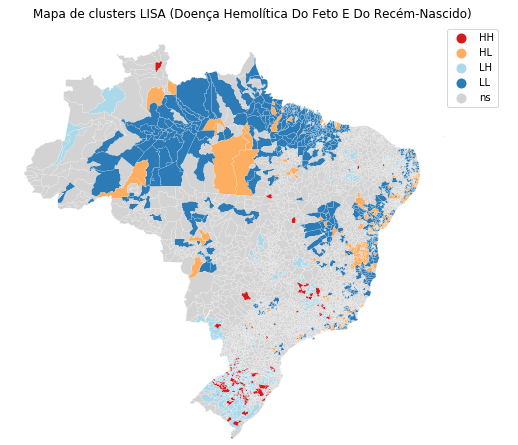 Mapa de clusters LISA (Doença Hemolítica Do Feto E Do Recém-Nascido)
HH
HL
LH
LL
ns